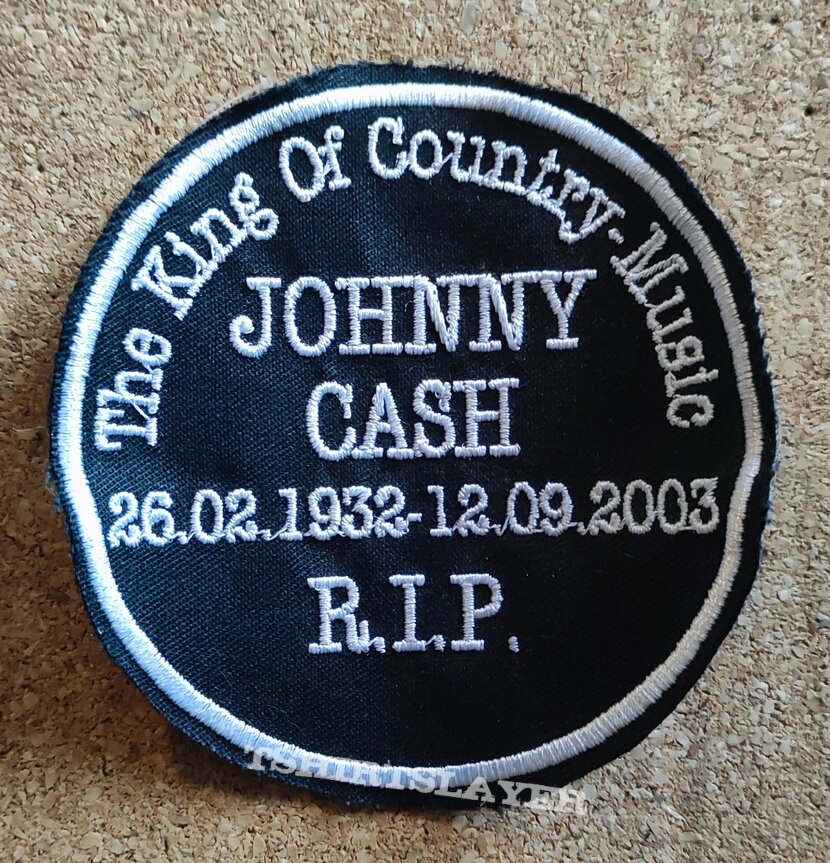 The King Of Country-Music
JOHNNY
CASH
26.02.1932-12.09.2003
R.I.P.
TSHIRTSLAYER